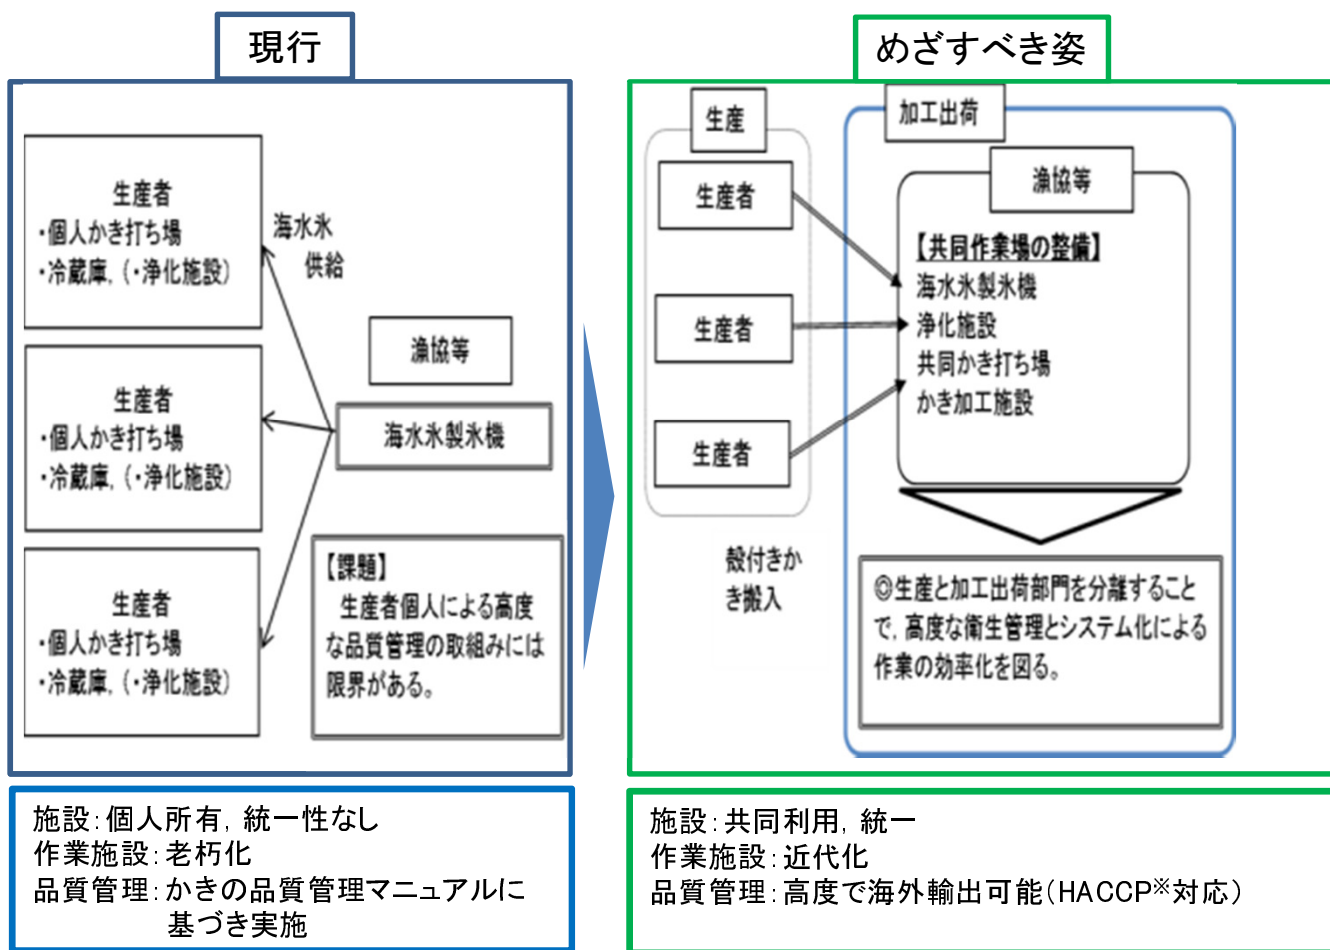 現行
生産者
・個人かき打ち場
・冷蔵庫,(・浄化施設)
海水氷
供給
生産者
・個人かき打ち場
・冷蔵庫,(・浄化施設)
生産者
・個人かき打ち場
・冷蔵庫,(・浄化施設)
漁協等
海水氷製氷機
【課題】
生産者個人による高度
な品質管理の取組みには
限界がある。
施設:個人所有,統一性なし
作業施設:老朽化
品質管理:かきの品質管理マニュアルに
基づき実施
めざすべき姿
生産
生産者
生産者
生産者
殻付きか
き搬入
加工出荷
漁協等
【共同作業場の整備】
海水氷製氷機
浄化施設
共同かき打ち場
かき加工施設
◎生産と加工出荷部門を分離すること
で,高度な衛生管理とシステム化による
作業の効率化を図る。
施設:共同利用,統一
作業施設:近代化
品質管理:高度で海外輸出可能(HACCP※対応)